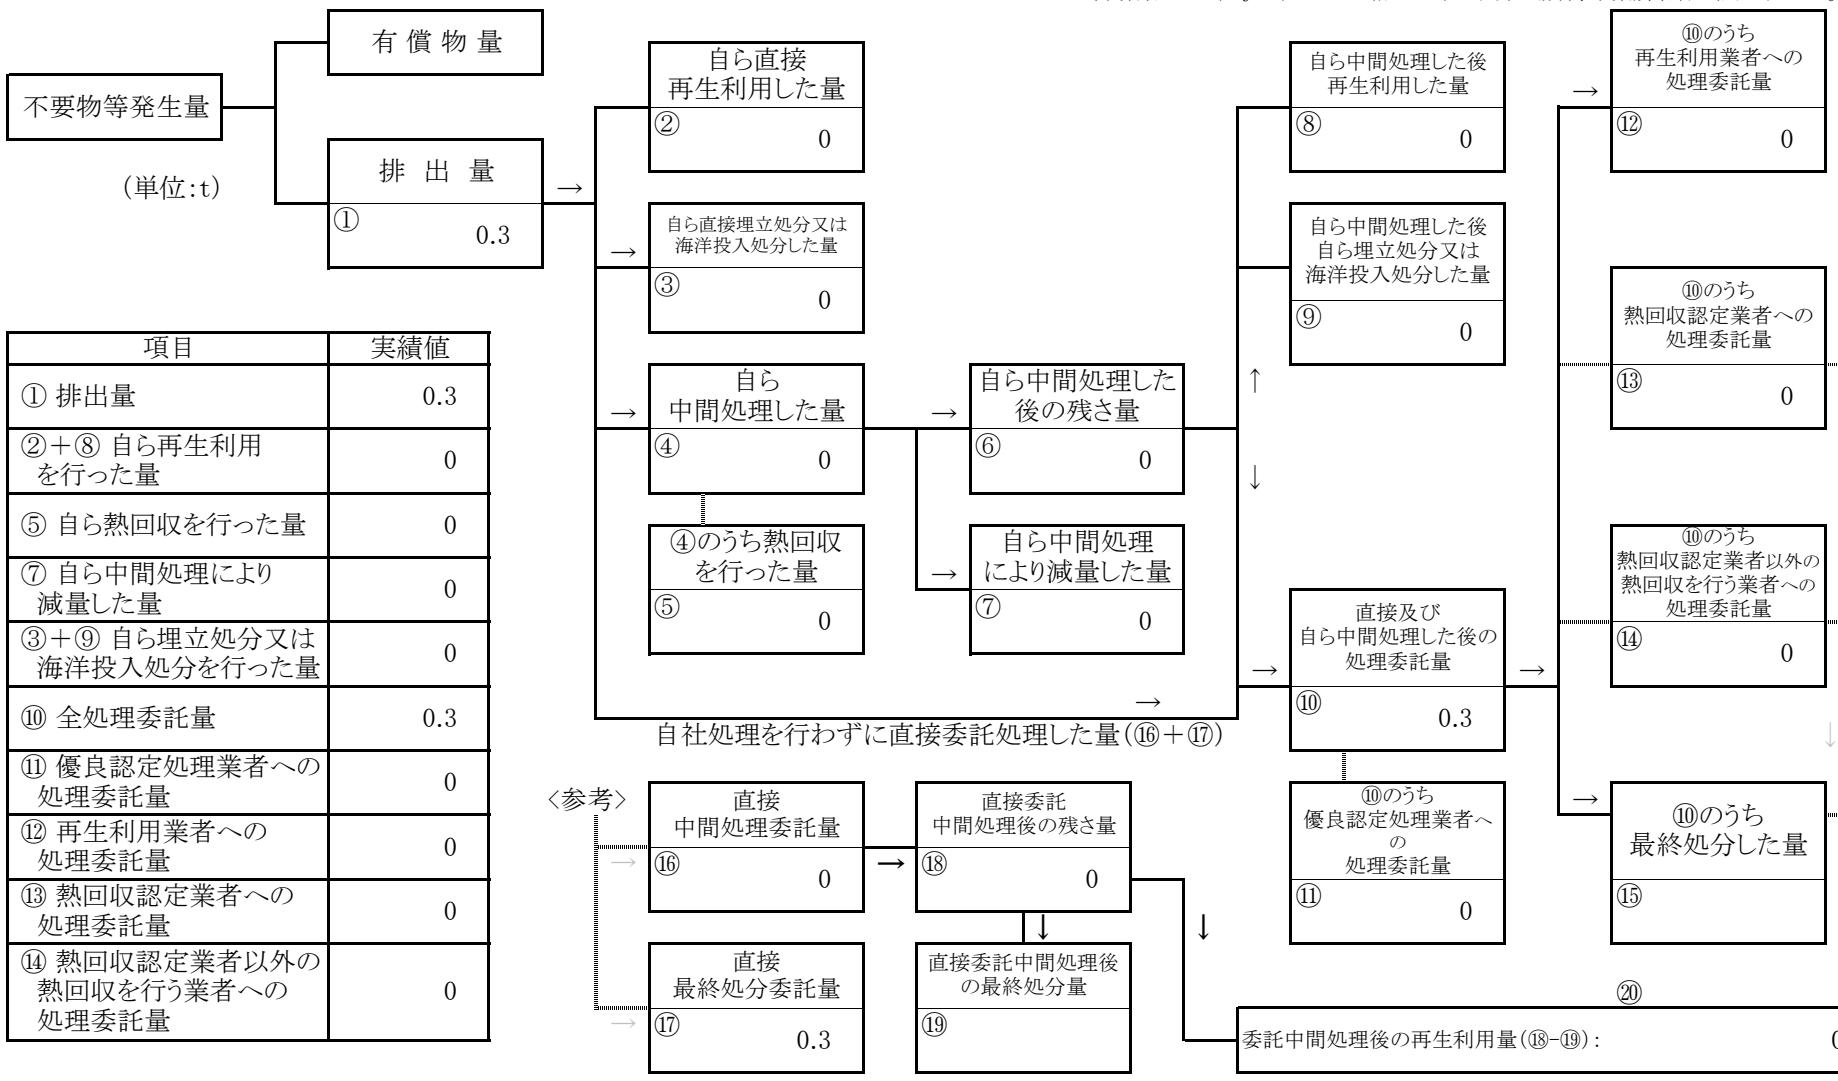 不要物等発生量
(単位:t)
有 償 物 量
排 出 量
①
0.3
→
自ら直接
再生利用した量
②
0
→
自ら直接埋立処分又は
海洋投入処分した量
③
0
→
自ら
中間処理した量
④
0
④のうち熱回収
を行った量
⑤
0
→
自ら中間処理した
後の残さ量
⑥
0
→
自ら中間処理
により減量した量
⑦
0
自ら中間処理した後
再生利用した量
⑧
0
自ら中間処理した後
自ら埋立処分又は
海洋投入処分した量
⑨
0
↑
↓
→
自社処理を行わずに直接委託処理した量(⑯+⑰)
→
直接及び
自ら中間処理した後の
処理委託量
⑩
0.3
→
⑩のうち
優良認定処理業者へ
の
処理委託量
⑪
0
→
⑩のうち
再生利用業者への
処理委託量
⑫
0
⑩のうち
熱回収認定業者への
処理委託量
⑬
0
⑩のうち
熱回収認定業者以外の
熱回収を行う業者への
処理委託量
⑭
0
↓
→
⑩のうち
最終処分した量
⑮
項目 実績値
① 排出量 0.3
②+⑧ 自ら再生利用
を行った量 0
⑤ 自ら熱回収を行った量 0
⑦ 自ら中間処理により
減量した量 0
③+⑨ 自ら埋立処分又は
海洋投入処分を行った量 0
⑩ 全処理委託量 0.3
⑪ 優良認定処理業者への
処理委託量 0
⑫ 再生利用業者への
処理委託量 0
⑬ 熱回収認定業者への
処理委託量 0
⑭ 熱回収認定業者以外の
熱回収を行う業者への
処理委託量 0
〈参考〉
→
直接
中間処理委託量
⑯
0
→
直接委託
中間処理後の残さ量
⑱
0
↓
↓
→
直接
最終処分委託量
⑰
0.3
直接委託中間処理後
の最終処分量
⑲
⑳
委託中間処理後の再生利用量(⑱-⑲):